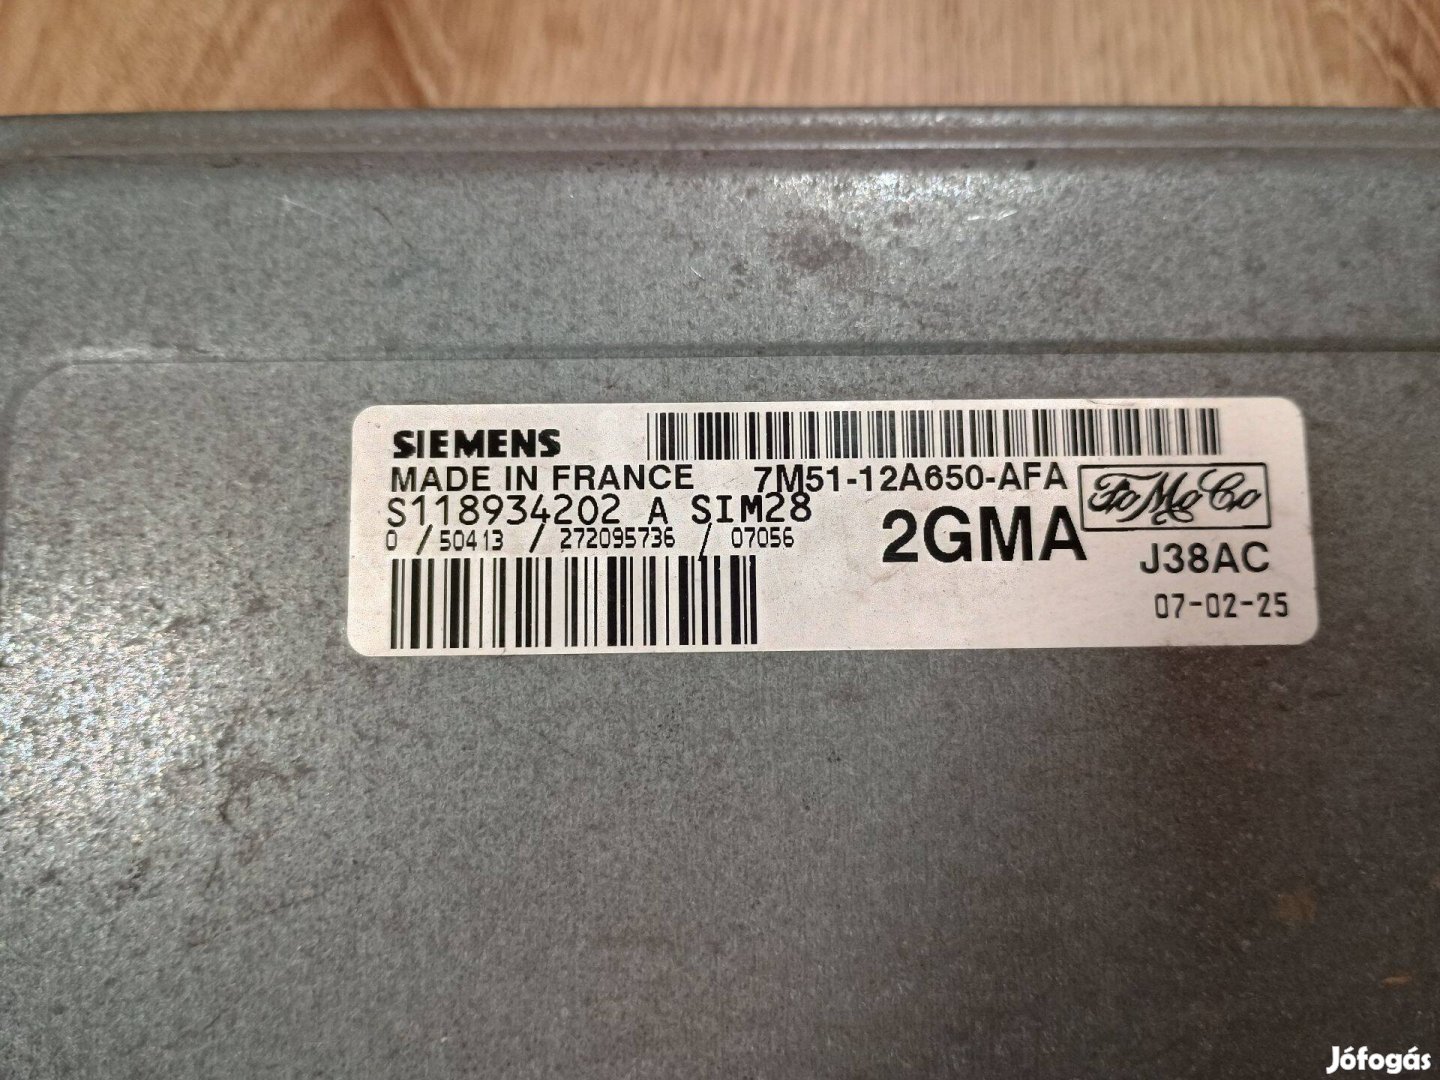 SIEMENS
MADE IN FRANCE 7M51-12A650-AFA
FoMoCo
S118934202 A SIM28
2GMA
0 / 50413 / 272095736 / 07056
J38AC
07-02-25
Jófogás